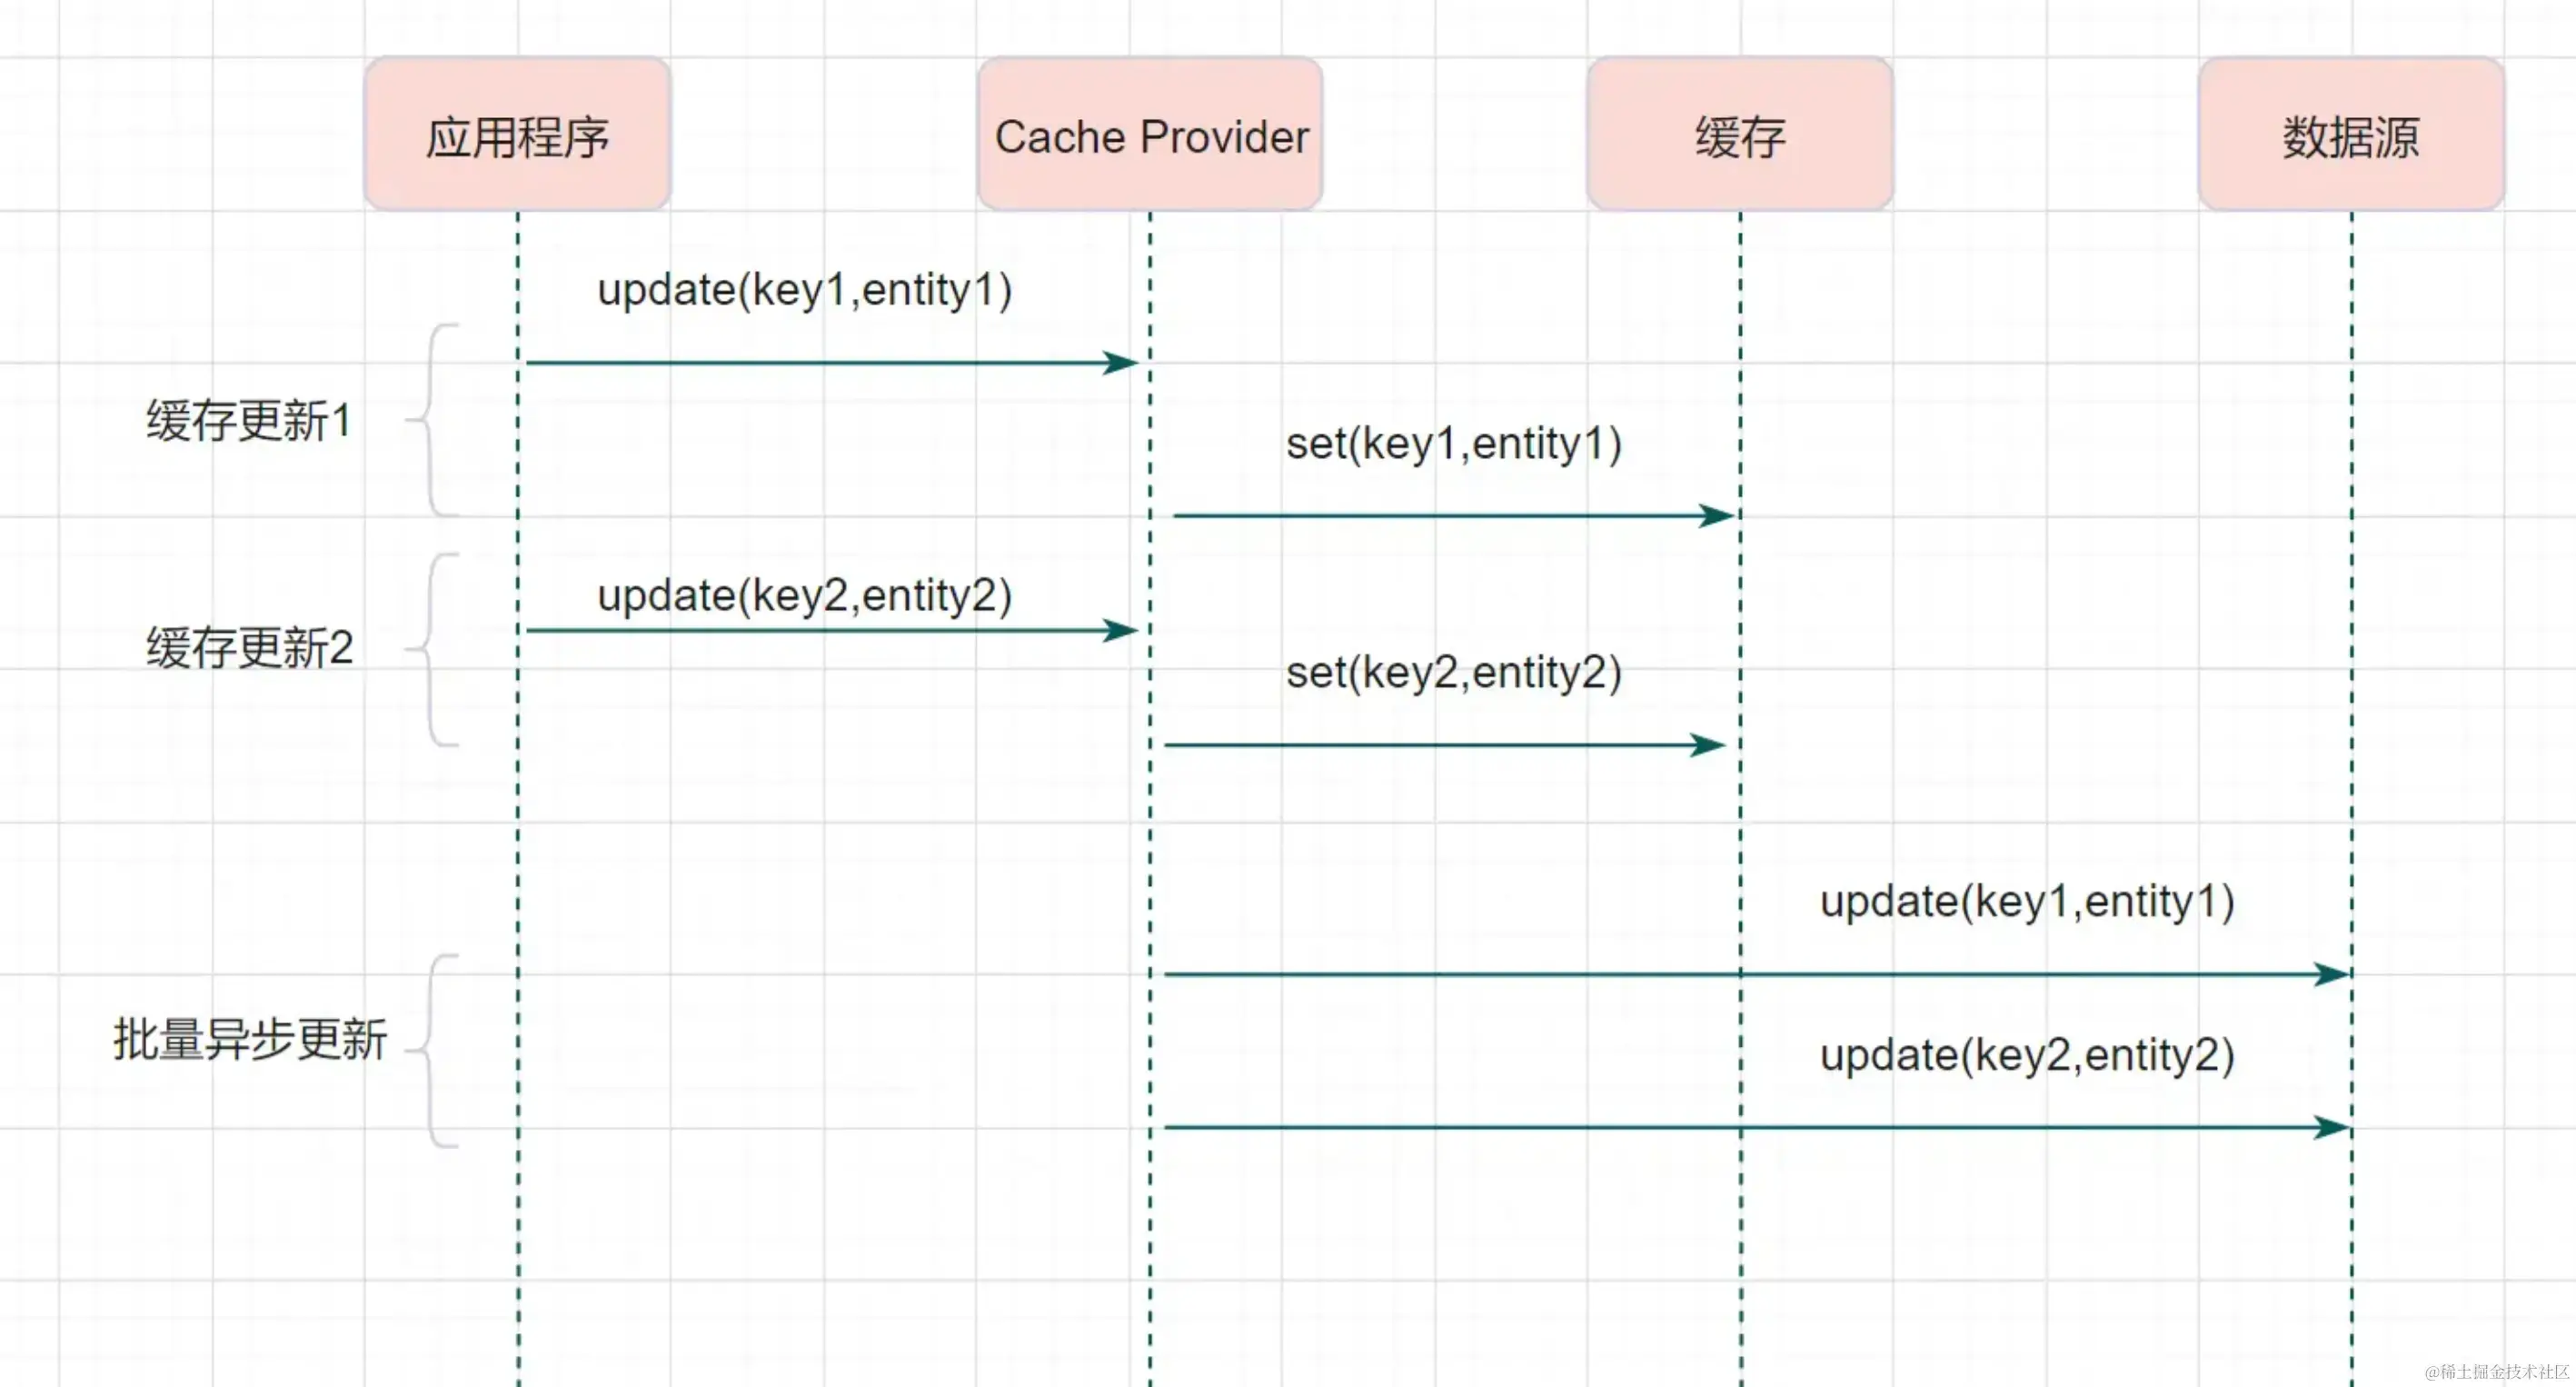 应用程序
Cache Provider
缓存
数据源
update(key1,entity1)
缓存更新1
set(key1,entity1)
update(key2,entity2)
缓存更新2
set(key2,entity2)
update(key1,entity1)
批量异步更新
update(key2,entity2)
@稀土掘金技术社区